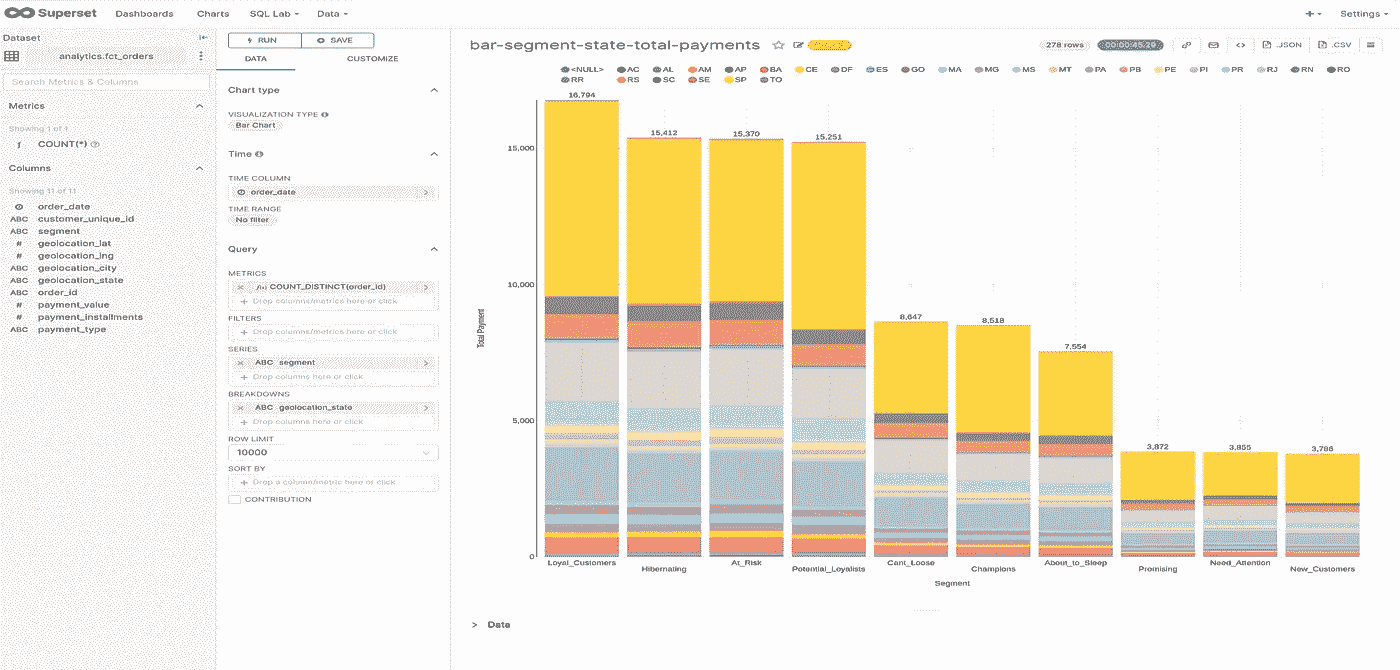 Superset Dashboards Charts SQL Lab Data Settings
Dataset
analytics.fct_orders
Search Metrics & Columns
Metrics
Showing 1 of 1
ƒ COUNT(*)
Columns
Showing 11 of 11
order_date
ABC customer_unique_id
ABC segment
# geolocation_lat
# geolocation_lng
ABC geolocation_city
ABC geolocation_state
ABC order_id
# payment_value
# payment_installments
ABC payment_type
RUN SAVE
DATA CUSTOMIZE
Chart type
VISUALIZATION TYPE
Bar Chart
Time
TIME COLUMN
order_date
TIME RANGE
No filter
Query
METRICS
ƒ(x) COUNT_DISTINCT(order_id)
Drop columns/metrics here or click
FILTERS
Drop columns/metrics here or click
SERIES
ABC segment
Drop columns here or click
BREAKDOWNS
ABC geolocation_state
Drop columns here or click
ROW LIMIT
10000
SORT BY
Drop a column/metric here or click
CONTRIBUTION
bar-segment-state-total-payments
278 rows 00:00:45.29 .JSON .CSV
<NULL> AC AL AM AP BA CE DF ES GO MA MG MS MT PA PB PE PI PR RJ RN RO
RR RS SC SE SP TO
16,794 15,412 15,370 15,251 8,647 8,518 7,554 3,872 3,855 3,786
15,000
10,000
5,000
0
Total Payment
Loyal_Customers Hibernating At_Risk Potential_Loyalists Cant_Loose Champions About_to_Sleep Promising Need_Attention New_Customers
Segment
> Data